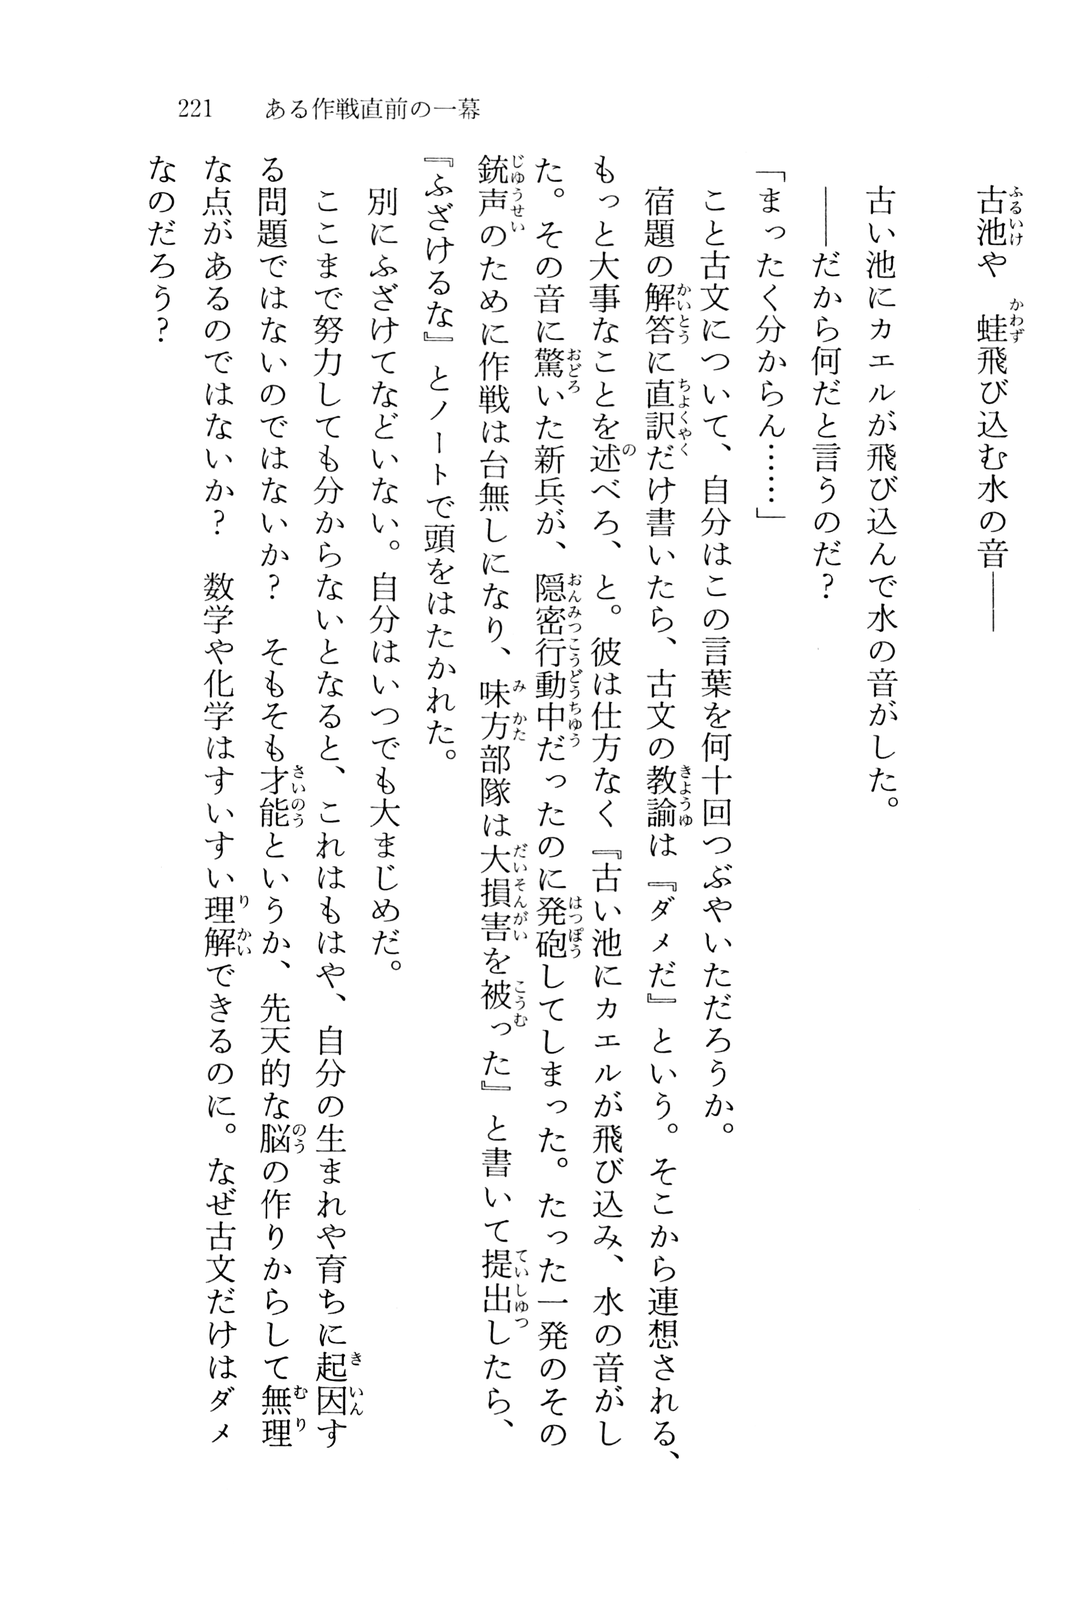 221　ある作戦直前の一幕
古池や　蛙飛び込む水の音――
古い池にカエルが飛び込んで水の音がした。
――だから何だと言うのだ？
「まったく分からん……」
こと古文について、自分はこの言葉を何十回つぶやいただろうか。
宿題の解答に直訳だけ書いたら、古文の教諭は『ダメだ』という。そこから連想される、
もっと大事なことを述べろ、と。彼は仕方なく『古い池にカエルが飛び込み、水の音がし
た。その音に驚いた新兵が、隠密行動中だったのに発砲してしまった。たった一発のその
銃声のために作戦は台無しになり、味方部隊は大損害を被った』と書いて提出したら、
『ふざけるな』とノートで頭をはたかれた。
別にふざけてなどいない。自分はいつでも大まじめだ。
ここまで努力しても分からないとなると、これはもはや、自分の生まれや育ちに起因す
る問題ではないのではないか？　そもそも才能というか、先天的な脳の作りからして無理
な点があるのではないか？　数学や化学はすいすい理解できるのに。なぜ古文だけはダメ
なのだろう？